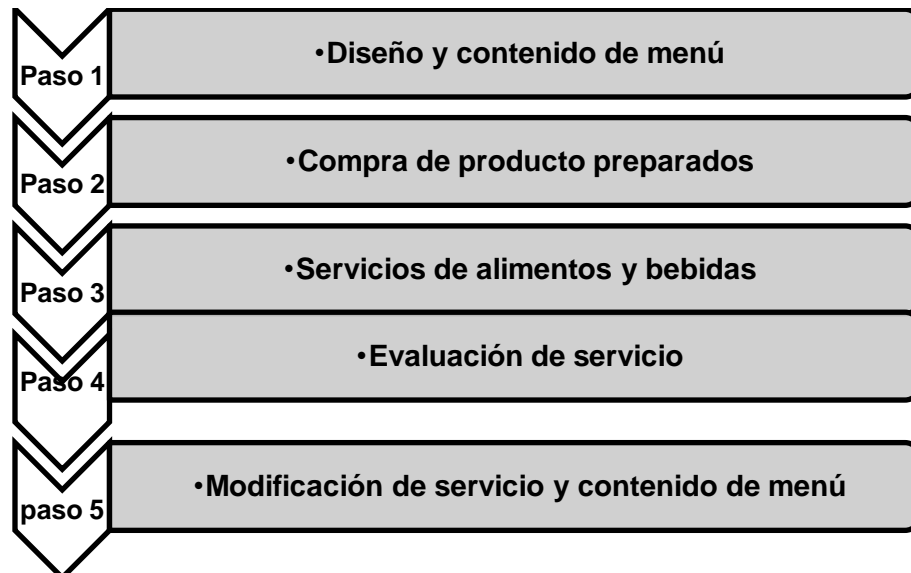 Paso 1
•Diseño y contenido de menú
Paso 2
•Compra de producto preparados
Paso 3
•Servicios de alimentos y bebidas
Paso 4
•Evaluación de servicio
paso 5
•Modificación de servicio y contenido de menú